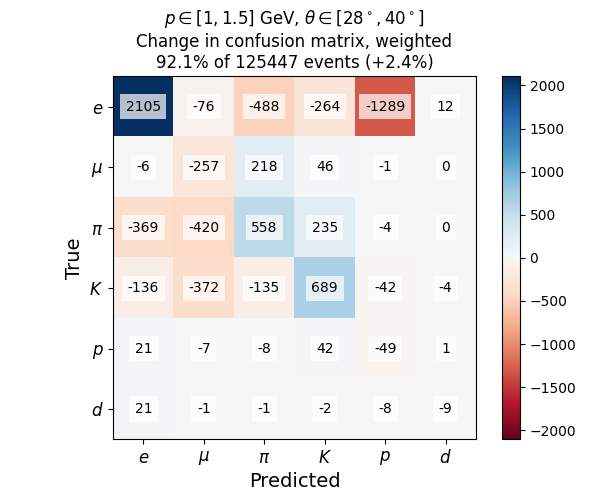 p ∈ [1, 1.5] GeV, θ ∈ [28°, 40°]
Change in confusion matrix, weighted
92.1% of 125447 events (+2.4%)
e 2105 -76 -488 -264 -1289 12
μ -6 -257 218 46 -1 0
π -369 -420 558 235 -4 0
K -136 -372 -135 689 -42 -4
p 21 -7 -8 42 -49 1
d 21 -1 -1 -2 -8 -9
e μ π K p d
Predicted
True
2000
1500
1000
500
0
−500
−1000
−1500
−2000